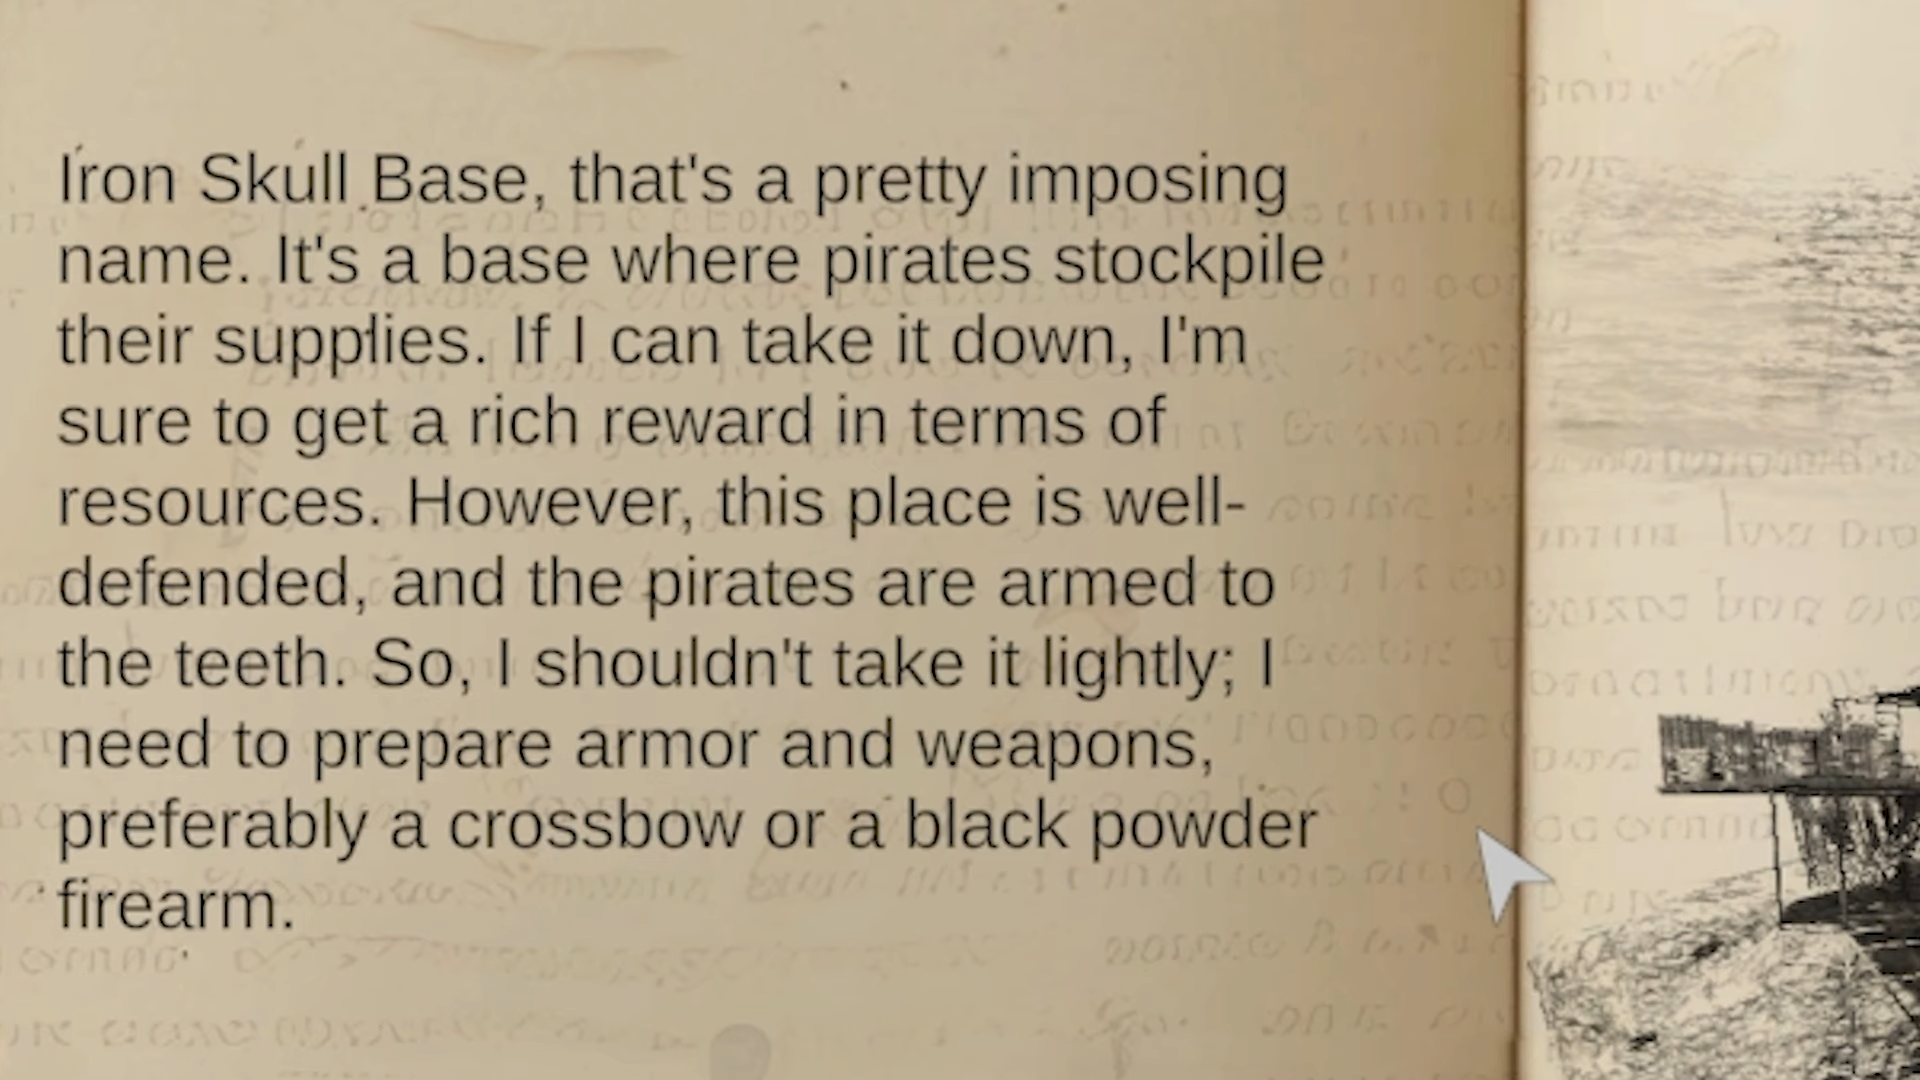 Iron Skull Base, that's a pretty imposing
name. It's a base where pirates stockpile
their supplies. If I can take it down, I'm
sure to get a rich reward in terms of
resources. However, this place is well-
defended, and the pirates are armed to
the teeth. So, I shouldn't take it lightly; I
need to prepare armor and weapons,
preferably a crossbow or a black powder
firearm.